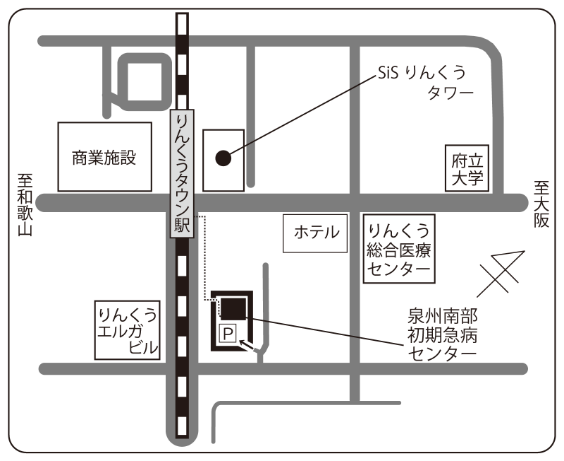 SiS りんくう
タワー
りんくうタウン駅
商業施設
府立
大学
至和歌山
至大阪
ホテル
りんくう
総合医療
センター
りんくう
エルガ
ビル
P
泉州南部
初期急病
センター